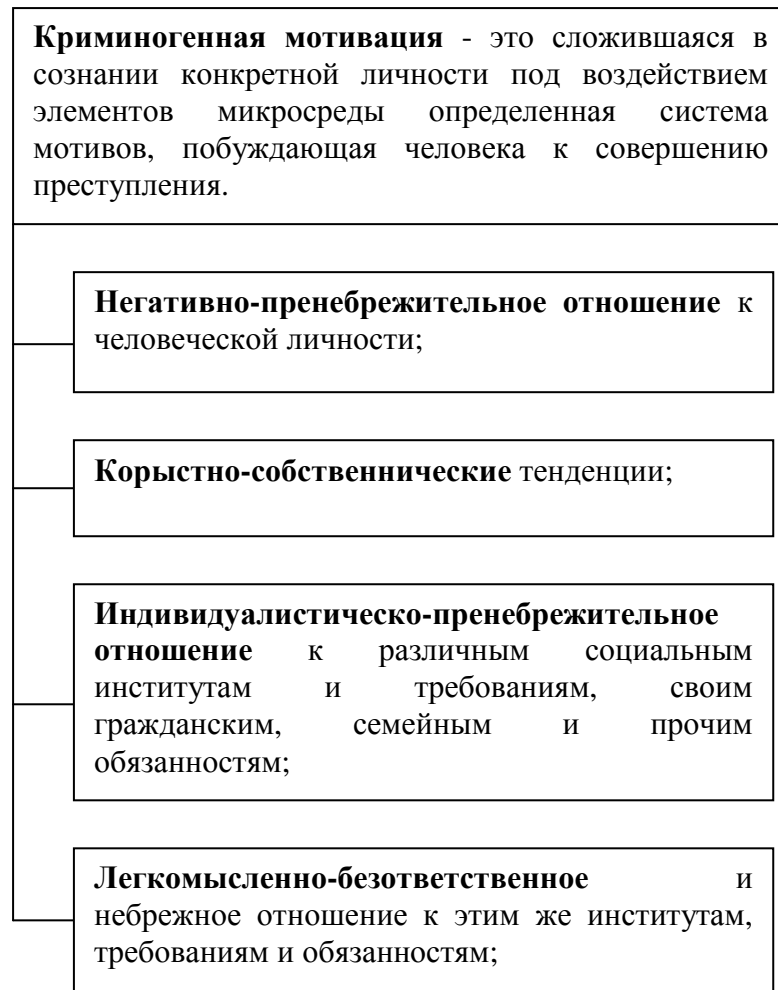 Криминогенная мотивация - это сложившаяся в
сознании конкретной личности под воздействием
элементов микросреды определенная система
мотивов, побуждающая человека к совершению
преступления.
Негативно-пренебрежительное отношение к
человеческой личности;
Корыстно-собственнические тенденции;
Индивидуалистическо-пренебрежительное
отношение к различным социальным
институтам и требованиям, своим
гражданским, семейным и прочим
обязанностям;
Легкомысленно-безответственное и
небрежное отношение к этим же институтам,
требованиям и обязанностям;